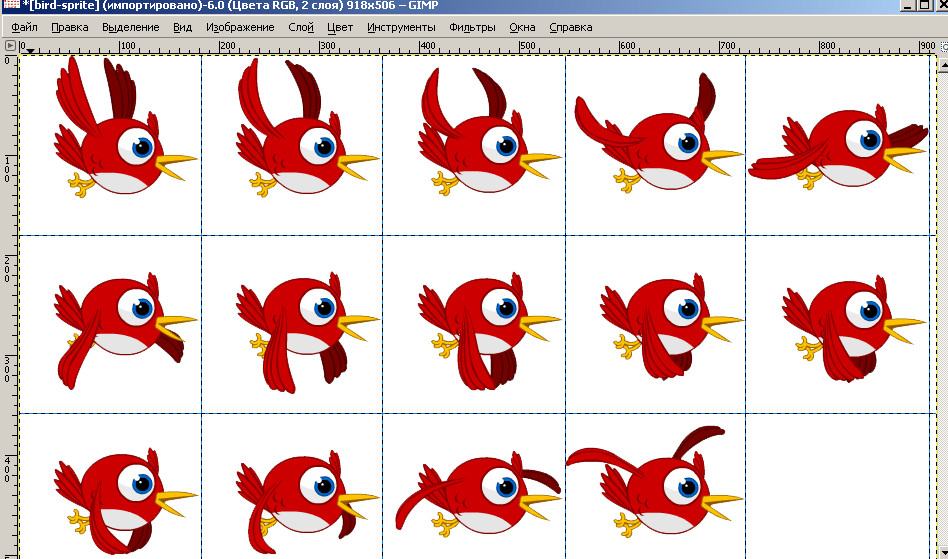 *[bird-sprite] (импортировано)-6.0 (Цвета RGB, 2 слоя) 918x506 – GIMP
Файл Правка Выделение Вид Изображение Слой Цвет Инструменты Фильтры Окна Справка
0 100 200 300 400 500 600 700 800 900
0
100
200
300
400